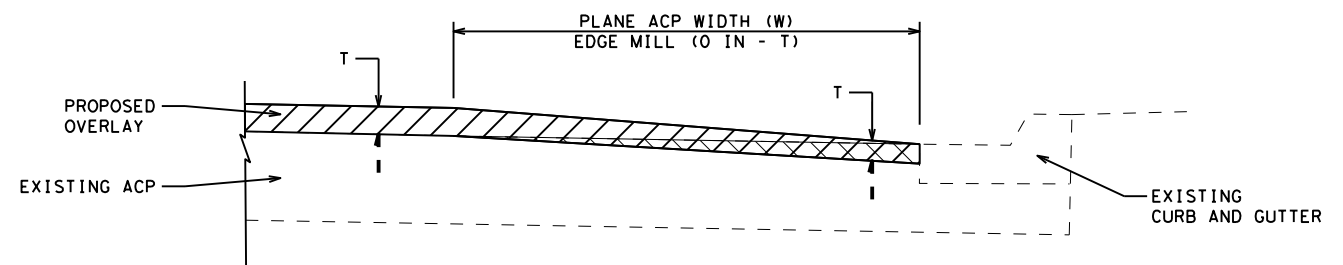 PLANE ACP WIDTH (W)
EDGE MILL (0 IN - T)
T
T
PROPOSED
OVERLAY
EXISTING ACP
EXISTING
CURB AND GUTTER